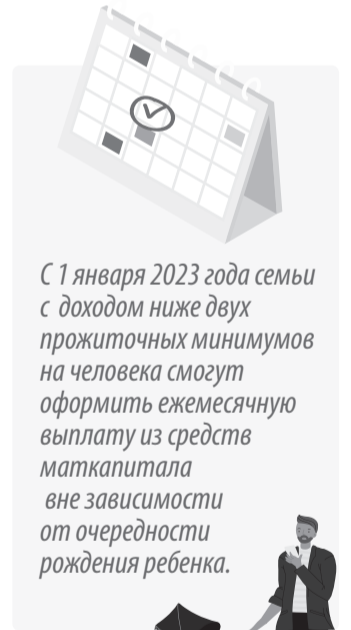 С 1 января 2023 года семьи
с доходом ниже двух
прожиточных минимумов
на человека смогут
оформить ежемесячную
выплату из средств
маткапитала
вне зависимости
от очередности
рождения ребенка.